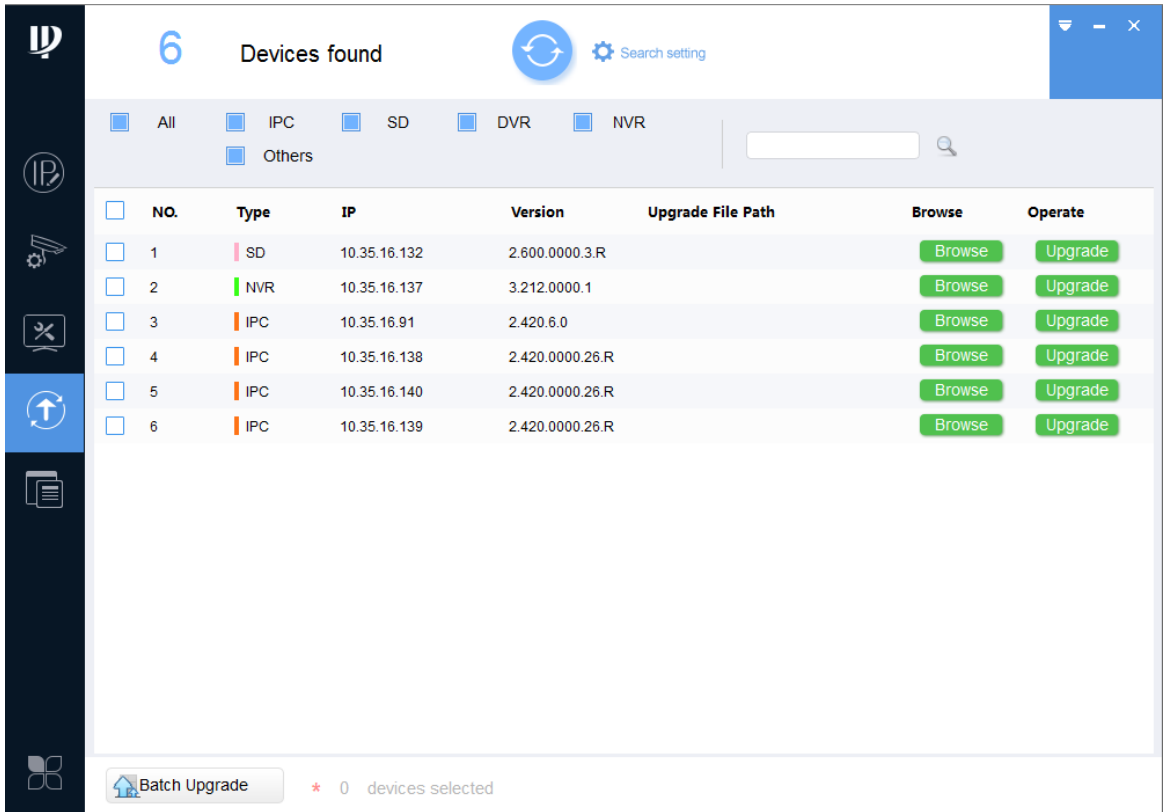 6 Devices found Search setting
All IPC SD DVR NVR
Others
NO. Type IP Version Upgrade File Path Browse Operate
1 SD 10.35.16.132 2.600.0000.3.R Browse Upgrade
2 NVR 10.35.16.137 3.212.0000.1 Browse Upgrade
3 IPC 10.35.16.91 2.420.6.0 Browse Upgrade
4 IPC 10.35.16.138 2.420.0000.26.R Browse Upgrade
5 IPC 10.35.16.140 2.420.0000.26.R Browse Upgrade
6 IPC 10.35.16.139 2.420.0000.26.R Browse Upgrade
Batch Upgrade * 0 devices selected
IP